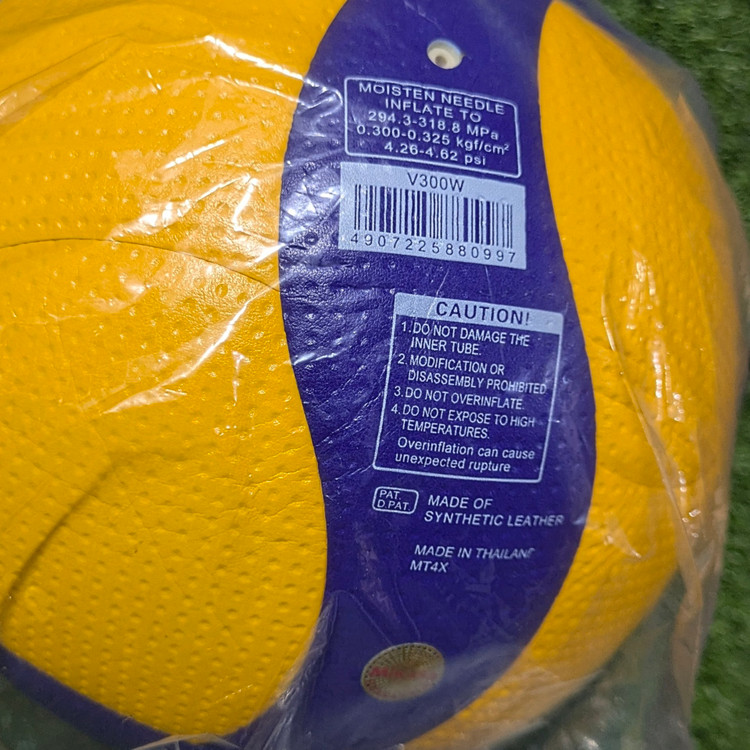 MOISTEN NEEDLE
INFLATE TO
294.3-318.8 MPa
0.300-0.325 kgf/cm²
4.26-4.62 psi
V300W
4907225880997
CAUTION!
1. DO NOT DAMAGE THE
INNER TUBE.
2. MODIFICATION OR
DISASSEMBLY PROHIBITED
3. DO NOT OVERINFLATE.
4. DO NOT EXPOSE TO HIGH
TEMPERATURES.
Overinflation can cause
unexpected rupture
PAT.
D.PAT.
MADE OF
SYNTHETIC LEATHER
MADE IN THAILAND
MT4X